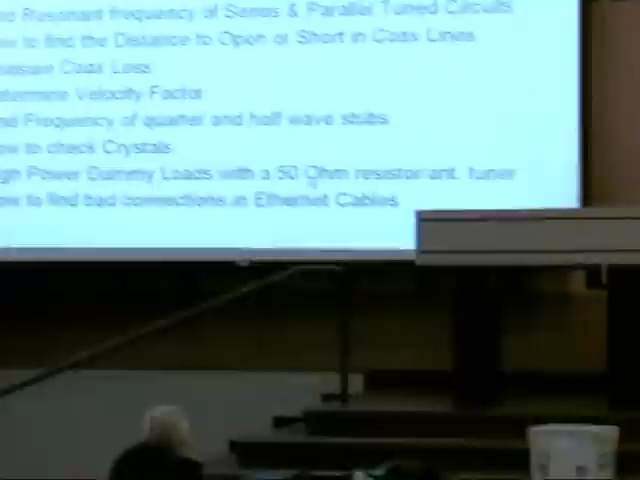 Resonant frequency of Series & Parallel Tuned Circuits
to find the Distance to Open or Short in Coax Lines
Coax Loss
Velocity Factor
Frequency of quarter and half wave stubs
to check Crystals
Power Dummy Loads with a 50 Ohm resistor ant. tuner
to find bad connections in Ethernet Cables